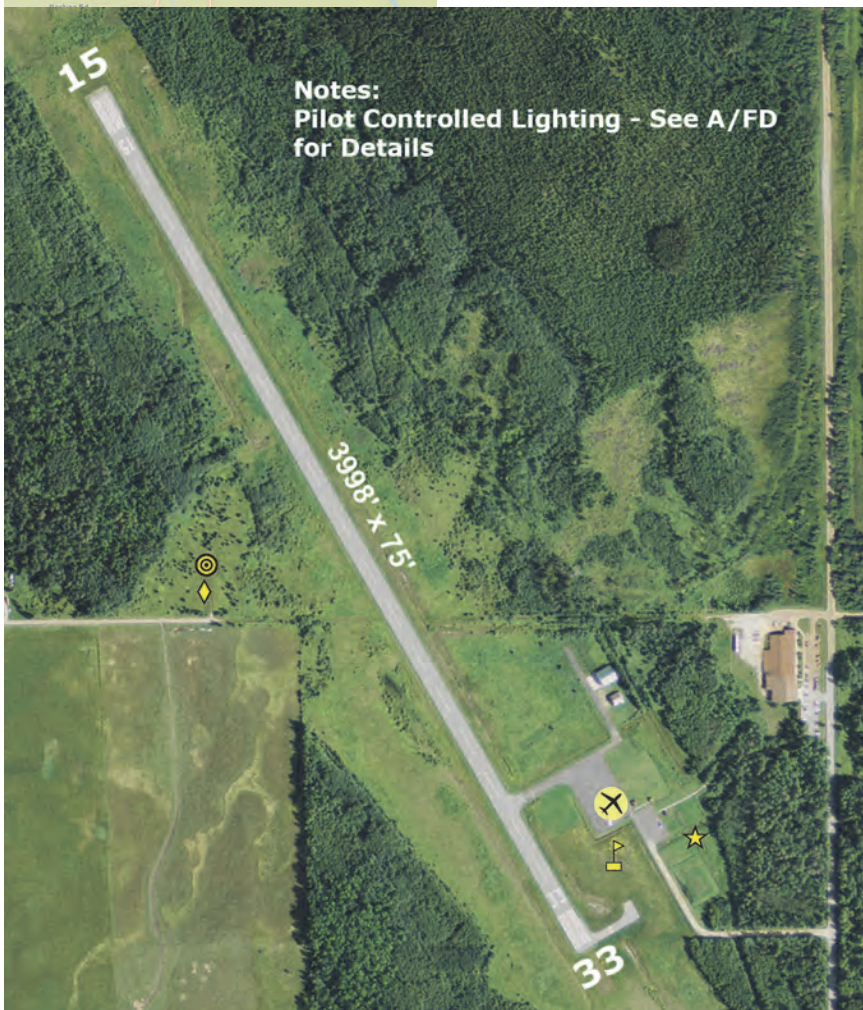 15
Notes:
Pilot Controlled Lighting - See A/FD
for Details
3998' x 75'
33